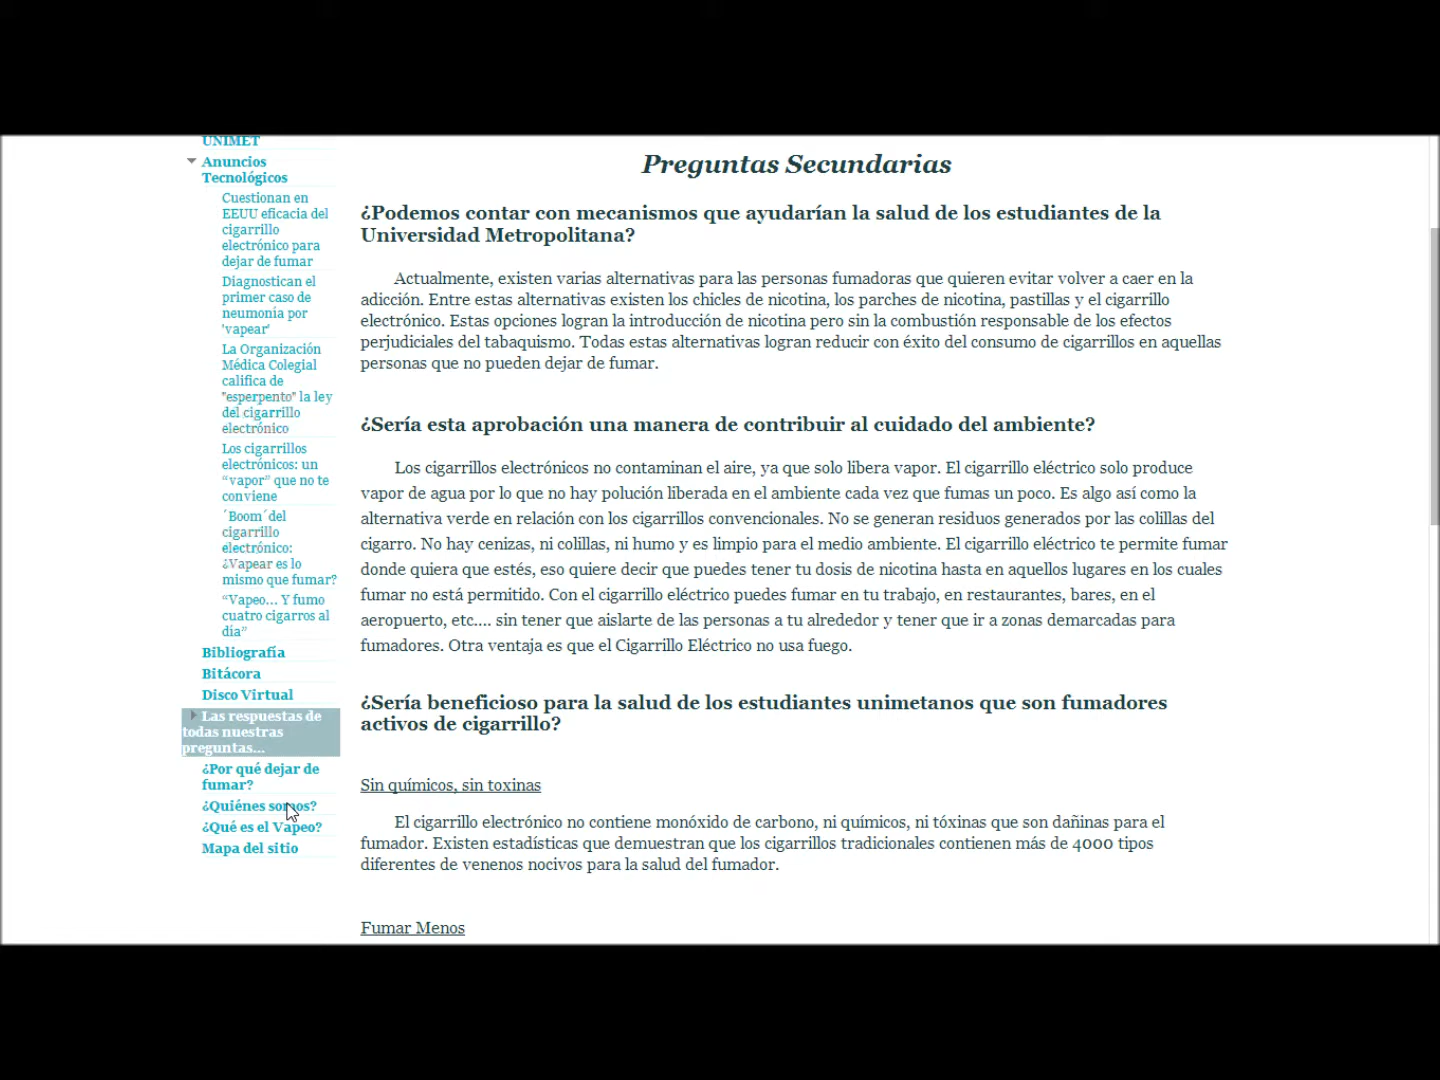 UNIMET
Anuncios
Tecnológicos
Cuestionan en
EEUU eficacia del
cigarrillo
electrónico para
dejar de fumar
Diagnostican el
primer caso de
neumonía por
'vapear'
La Organización
Médica Colegial
califica de
"esperpento" la ley
del cigarrillo
electrónico
Los cigarrillos
electrónicos: un
“vapor” que no te
conviene
´Boom´del
cigarrillo
electrónico:
¿Vapear es lo
mismo que fumar?
“Vapeo... Y fumo
cuatro cigarros al
día”
Bibliografía
Bitácora
Disco Virtual
Las respuestas de
todas nuestras
preguntas...
¿Por qué dejar de
fumar?
¿Quiénes somos?
¿Qué es el Vapeo?
Mapa del sitio
Preguntas Secundarias
¿Podemos contar con mecanismos que ayudarían la salud de los estudiantes de la
Universidad Metropolitana?
Actualmente, existen varias alternativas para las personas fumadoras que quieren evitar volver a caer en la
adicción. Entre estas alternativas existen los chicles de nicotina, los parches de nicotina, pastillas y el cigarrillo
electrónico. Estas opciones logran la introducción de nicotina pero sin la combustión responsable de los efectos
perjudiciales del tabaquismo. Todas estas alternativas logran reducir con éxito del consumo de cigarrillos en aquellas
personas que no pueden dejar de fumar.
¿Sería esta aprobación una manera de contribuir al cuidado del ambiente?
Los cigarrillos electrónicos no contaminan el aire, ya que solo libera vapor. El cigarrillo eléctrico solo produce
vapor de agua por lo que no hay polución liberada en el ambiente cada vez que fumas un poco. Es algo así como la
alternativa verde en relación con los cigarrillos convencionales. No se generan residuos generados por las colillas del
cigarro. No hay cenizas, ni colillas, ni humo y es limpio para el medio ambiente. El cigarrillo eléctrico te permite fumar
donde quiera que estés, eso quiere decir que puedes tener tu dosis de nicotina hasta en aquellos lugares en los cuales
fumar no está permitido. Con el cigarrillo eléctrico puedes fumar en tu trabajo, en restaurantes, bares, en el
aeropuerto, etc.... sin tener que aislarte de las personas a tu alrededor y tener que ir a zonas demarcadas para
fumadores. Otra ventaja es que el Cigarrillo Eléctrico no usa fuego.
¿Sería beneficioso para la salud de los estudiantes unimetanos que son fumadores
activos de cigarrillo?
Sin químicos, sin toxinas
El cigarrillo electrónico no contiene monóxido de carbono, ni químicos, ni tóxinas que son dañinas para el
fumador. Existen estadísticas que demuestran que los cigarrillos tradicionales contienen más de 4000 tipos
diferentes de venenos nocivos para la salud del fumador.
Fumar Menos